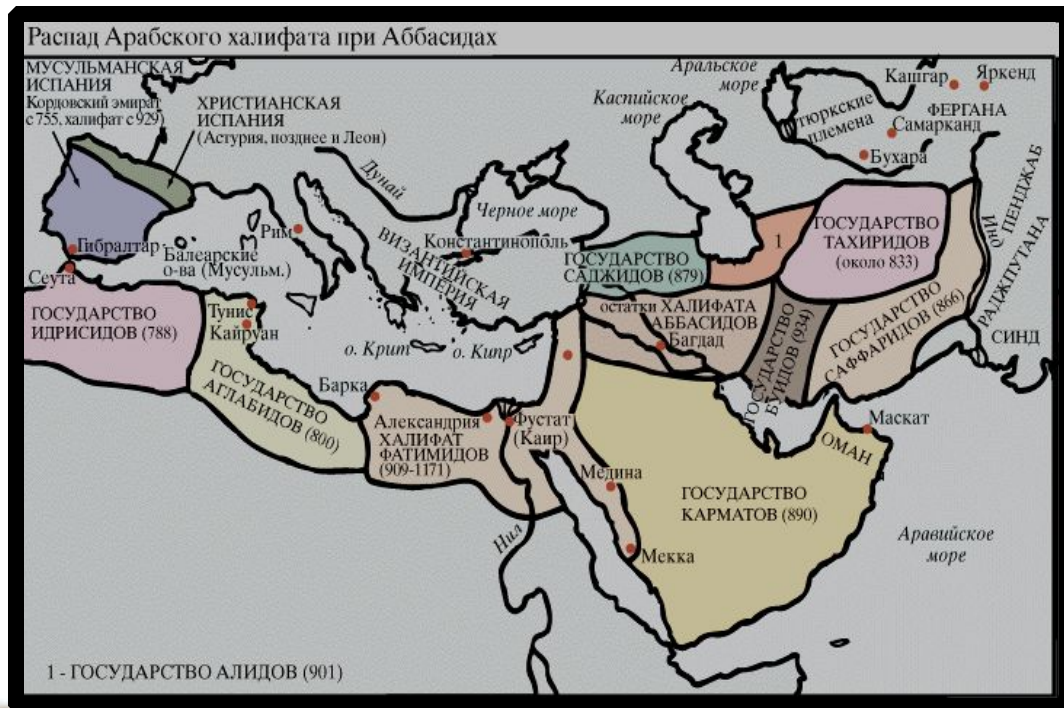 Распад Арабского халифата при Аббасидах
МУСУЛЬМАНСКАЯ
ИСПАНИЯ
Кордовский эмират
с 755, халифат с 929)
ХРИСТИАНСКАЯ
ИСПАНИЯ
(Астурия, позднее и Леон)
Аральское
море
Каспийское
море
Кашгар
Яркенд
ФЕРГАНА
тюркские
племена
Самарканд
Бухара
ПЕНДЖАБ
ОИП
РАДЖПУТАНА
СИНД
Дунай
Черное море
Рим
Гибралтар
Балеарские
о-ва (Мусульм.)
Сеута
Константинополь
ВИЗАНТИЙСКАЯ
ИМПЕРИЯ
ГОСУДАРСТВО
САДЖИДОВ (879)
1
ГОСУДАРСТВО
ТАХИРИДОВ
(около 833)
ГОСУДАРСТВО
ИДРИСИДОВ (788)
Тунис
Кайруан
остатки ХАЛИФАТА
АББАСИДОВ
Багдад
ГОСУДАРСТВО
БУИДОВ (934)
ГОСУДАРСТВО
САФФАРИДОВ (866)
о. Крит
о. Кипр
ГОСУДАРСТВО
АГЛАБИДОВ (800)
Барка
Александрия
ХАЛИФАТ
ФАТИМИДОВ
(909-1171)
Фустат
(Каир)
Маскат
ОМАН
Медина
ГОСУДАРСТВО
КАРМАТОВ (890)
Нил
Мекка
Аравийское
море
1 - ГОСУДАРСТВО АЛИДОВ (901)